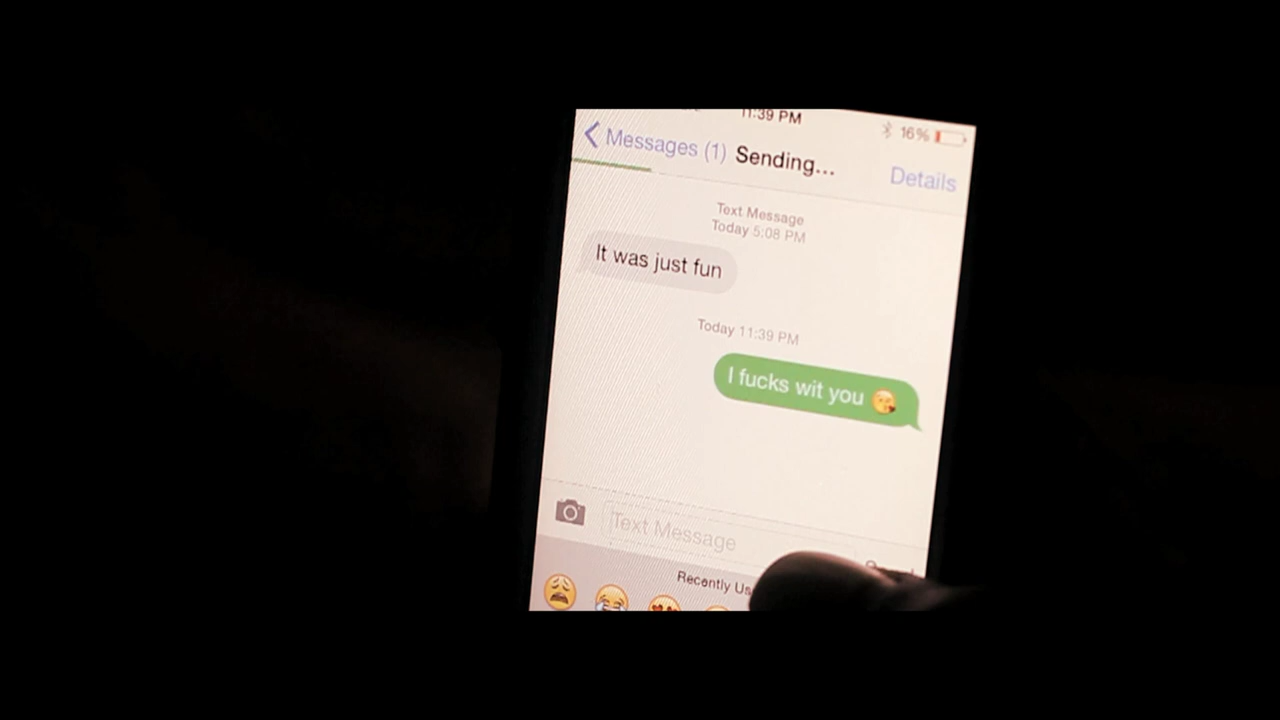 11:39 PM
16%
Messages (1) Sending... Details
Text Message
Today 5:08 PM
It was just fun
Today 11:39 PM
I fucks wit you 😘
Text Message
Recently